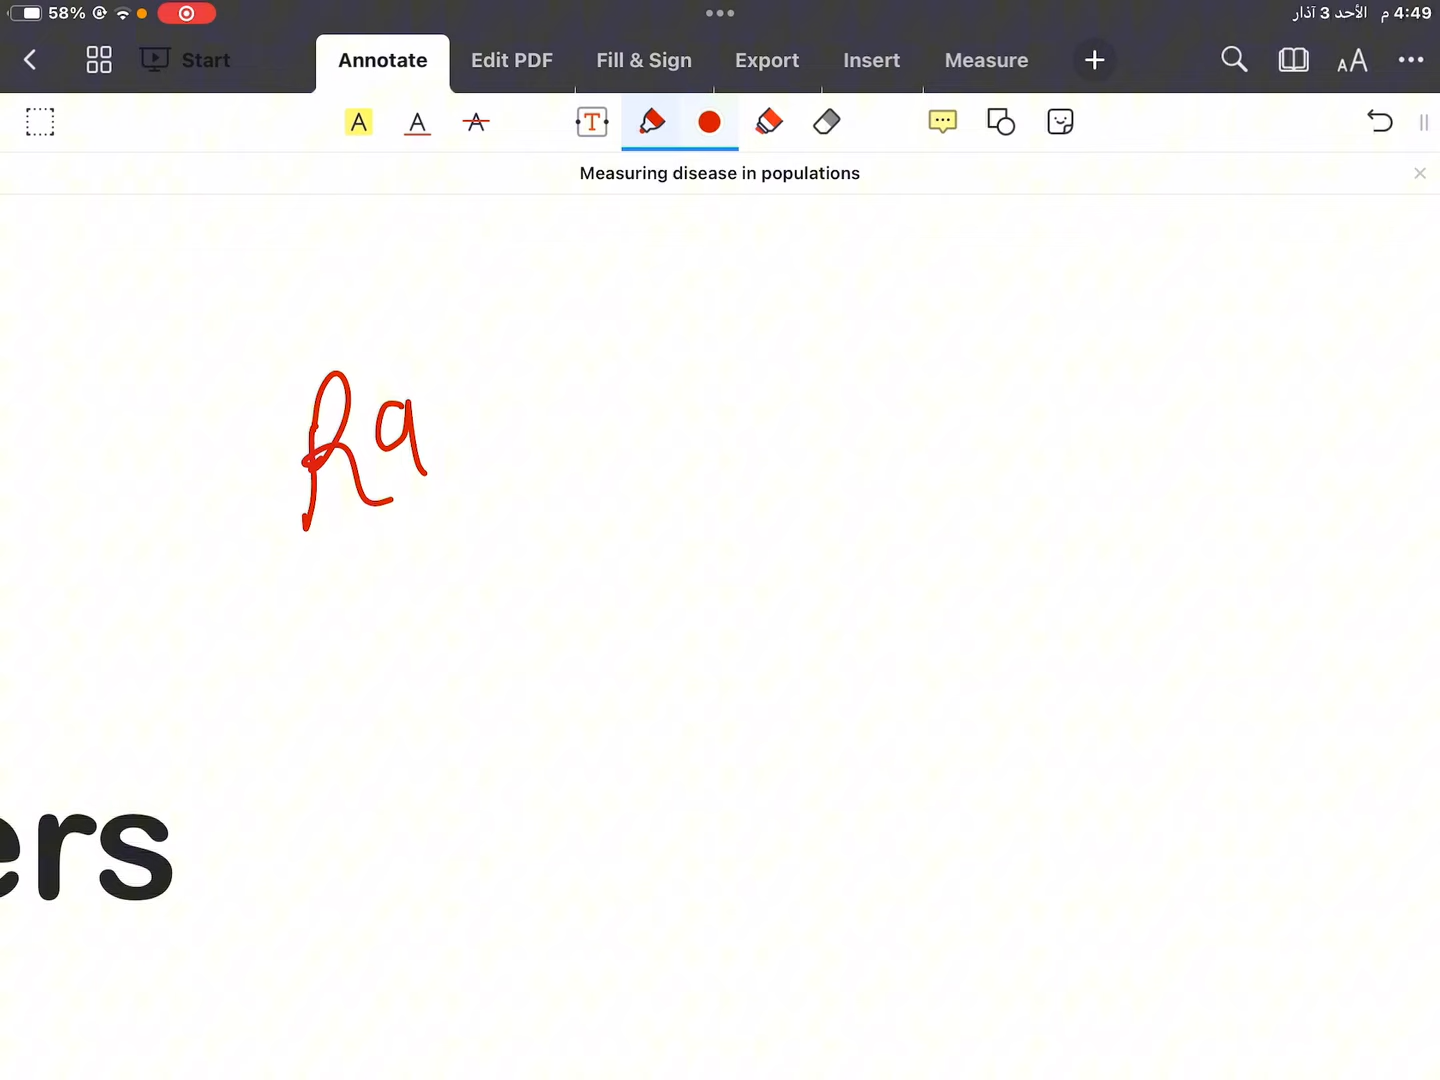 58% الأحد 3 آذار 4:49 م
Start Annotate Edit PDF Fill & Sign Export Insert Measure
Measuring disease in populations
Ra
ers